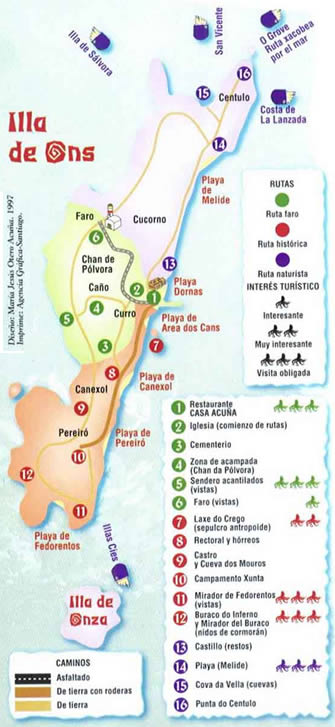 Illa de Sálvora
San Vicente
O Grove
Ruta xacobea
por el mar
Costa de
La Lanzada
Illa
de Ons
Diseño: María Jesús Otero Acuña. 1997
Imprime: Agencia Gráfica-Santiago.
16
15
Centulo
14
Playa
de
Melide
Faro
6
Cucorno
Chan de
Pólvora
13
Playa
Dornas
Caño
2
1
4
Curro
5
Playa de
Area dos Cans
3
7
8
Canexol
Playa de
Canexol
9
Pereiró
Playa de
Pereiró
10
12
11
Playa de
Fedorentos
Illas Cíes
Illa de
Onza
RUTAS
Ruta faro
Ruta histórica
Ruta naturista
INTERÉS TURÍSTICO
Interesante
Muy interesante
Visita obligada
1 Restaurante
CASA ACUÑA
2 Iglesia (comienzo de rutas)
3 Cementerio
4 Zona de acampada
(Chan da Pólvora)
5 Sendero acantilados
(vistas)
6 Faro (vistas)
7 Laxe do Crego
(sepulcro antropoide)
8 Rectoral y hórreos
9 Castro
y Cueva dos Mouros
10 Campamento Xunta
11 Mirador de Fedorentos
(vistas)
12 Buraco do Inferno
y Mirador del Buraco
(nidos de cormorán)
13 Castillo (restos)
14 Playa (Melide)
15 Cova da Vella (cuevas)
16 Punta do Centulo
CAMINOS
Asfaltado
De tierra con roderas
De tierra